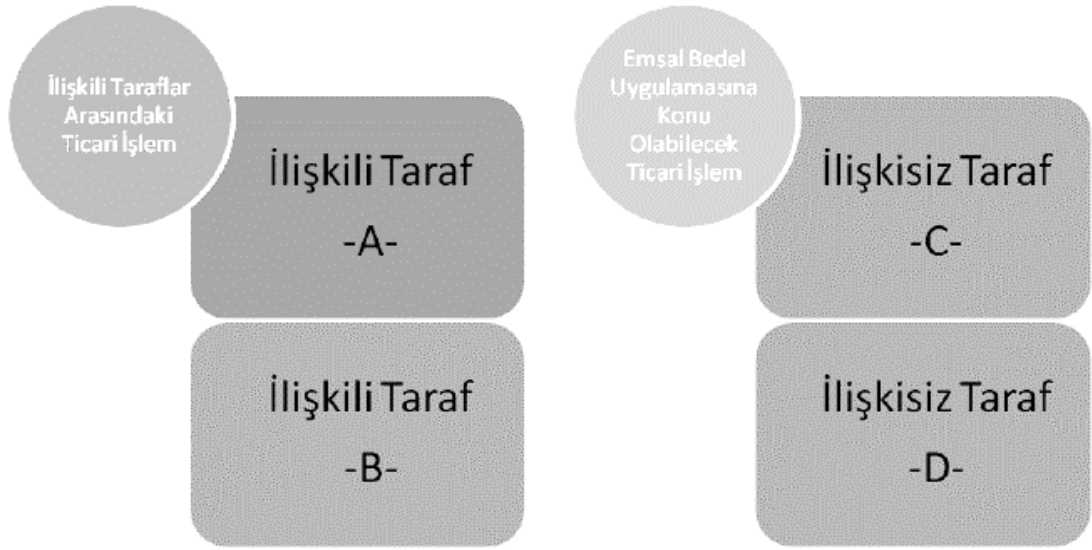 İlişkili Taraflar
Arasındaki
Ticari İşlem
İlişkili Taraf
-A-
İlişkili Taraf
-B-
Emsal Bedel
Uygulamasına
Konu
Olabilecek
Ticari İşlem
İlişkisiz Taraf
-C-
İlişkisiz Taraf
-D-